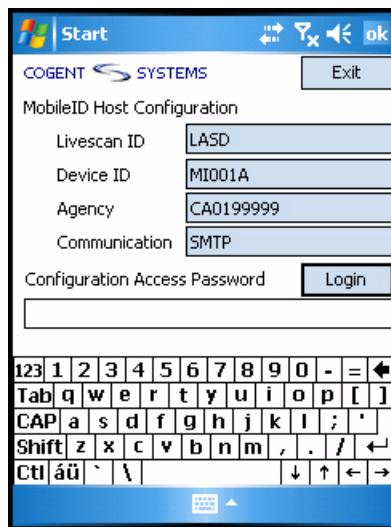 Start ok
COGENT SYSTEMS Exit
MobileID Host Configuration
Livescan ID LASD
Device ID MI001A
Agency CA0199999
Communication SMTP
Configuration Access Password Login
123 1 2 3 4 5 6 7 8 9 0 - =
Tab q w e r t y u i o p [ ]
CAP a s d f g h j k l ; '
Shift z x c v b n m , . /
Ctl áü ` \